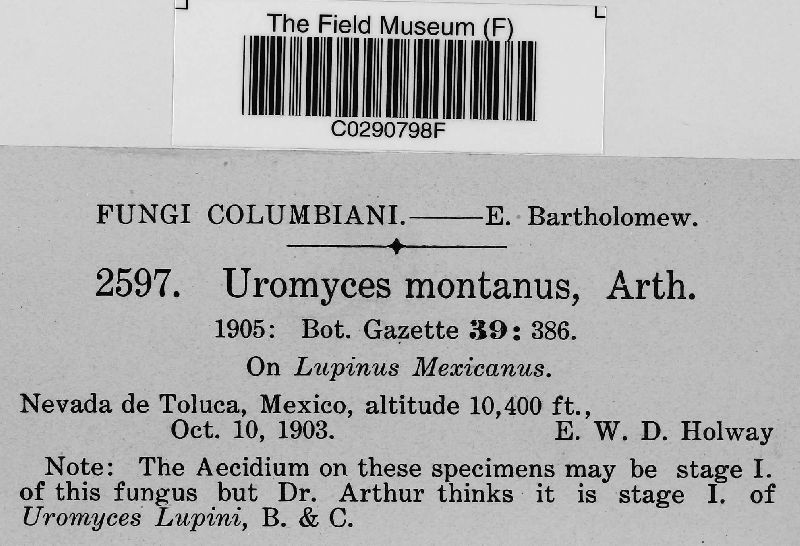 The Field Museum (F)
C0290798F
FUNGI COLUMBIANI.——E. Bartholomew.
2597. Uromyces montanus, Arth.
1905: Bot. Gazette 39: 386.
On Lupinus Mexicanus.
Nevada de Toluca, Mexico, altitude 10,400 ft.,
Oct. 10, 1903. E. W. D. Holway
Note: The Aecidium on these specimens may be stage I.
of this fungus but Dr. Arthur thinks it is stage I. of
Uromyces Lupini, B. & C.